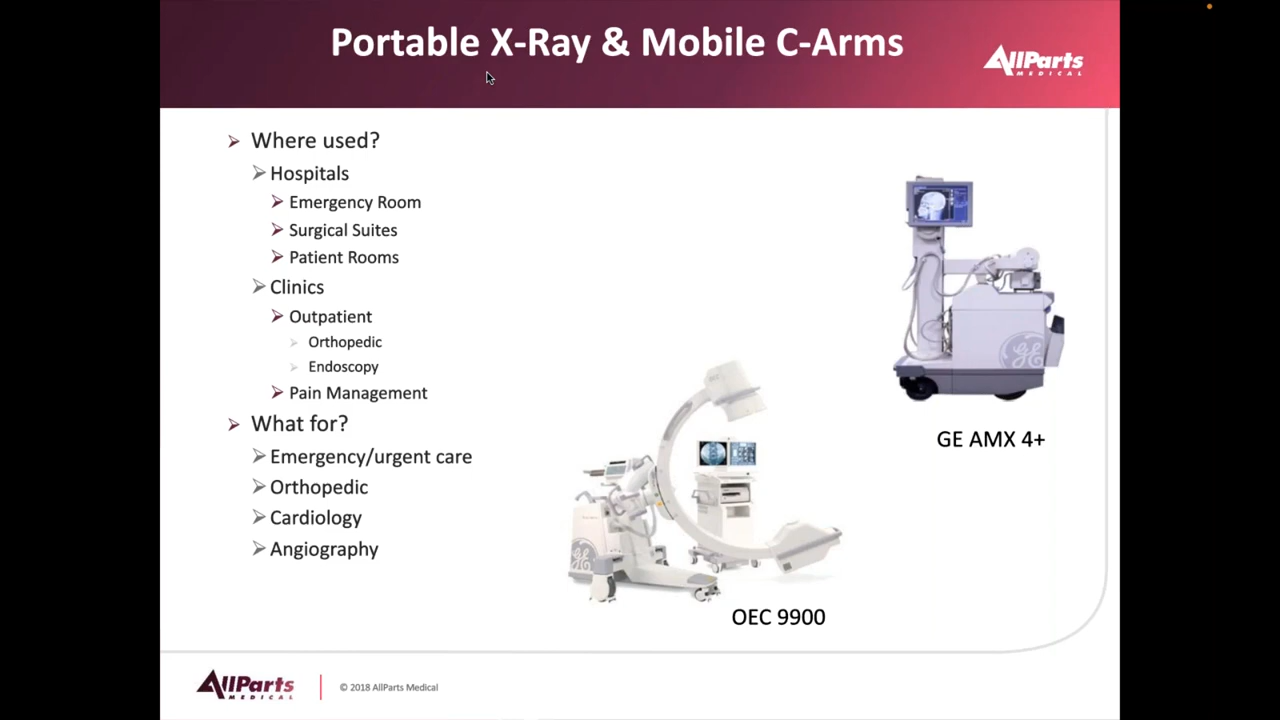 Portable X-Ray & Mobile C-Arms
AllParts
MEDICAL
Where used?
Hospitals
Emergency Room
Surgical Suites
Patient Rooms
Clinics
Outpatient
Orthopedic
Endoscopy
Pain Management
What for?
Emergency/urgent care
Orthopedic
Cardiology
Angiography
GE
GE AMX 4+
GE
OEC 9900
AllParts
MEDICAL
© 2018 AllParts Medical